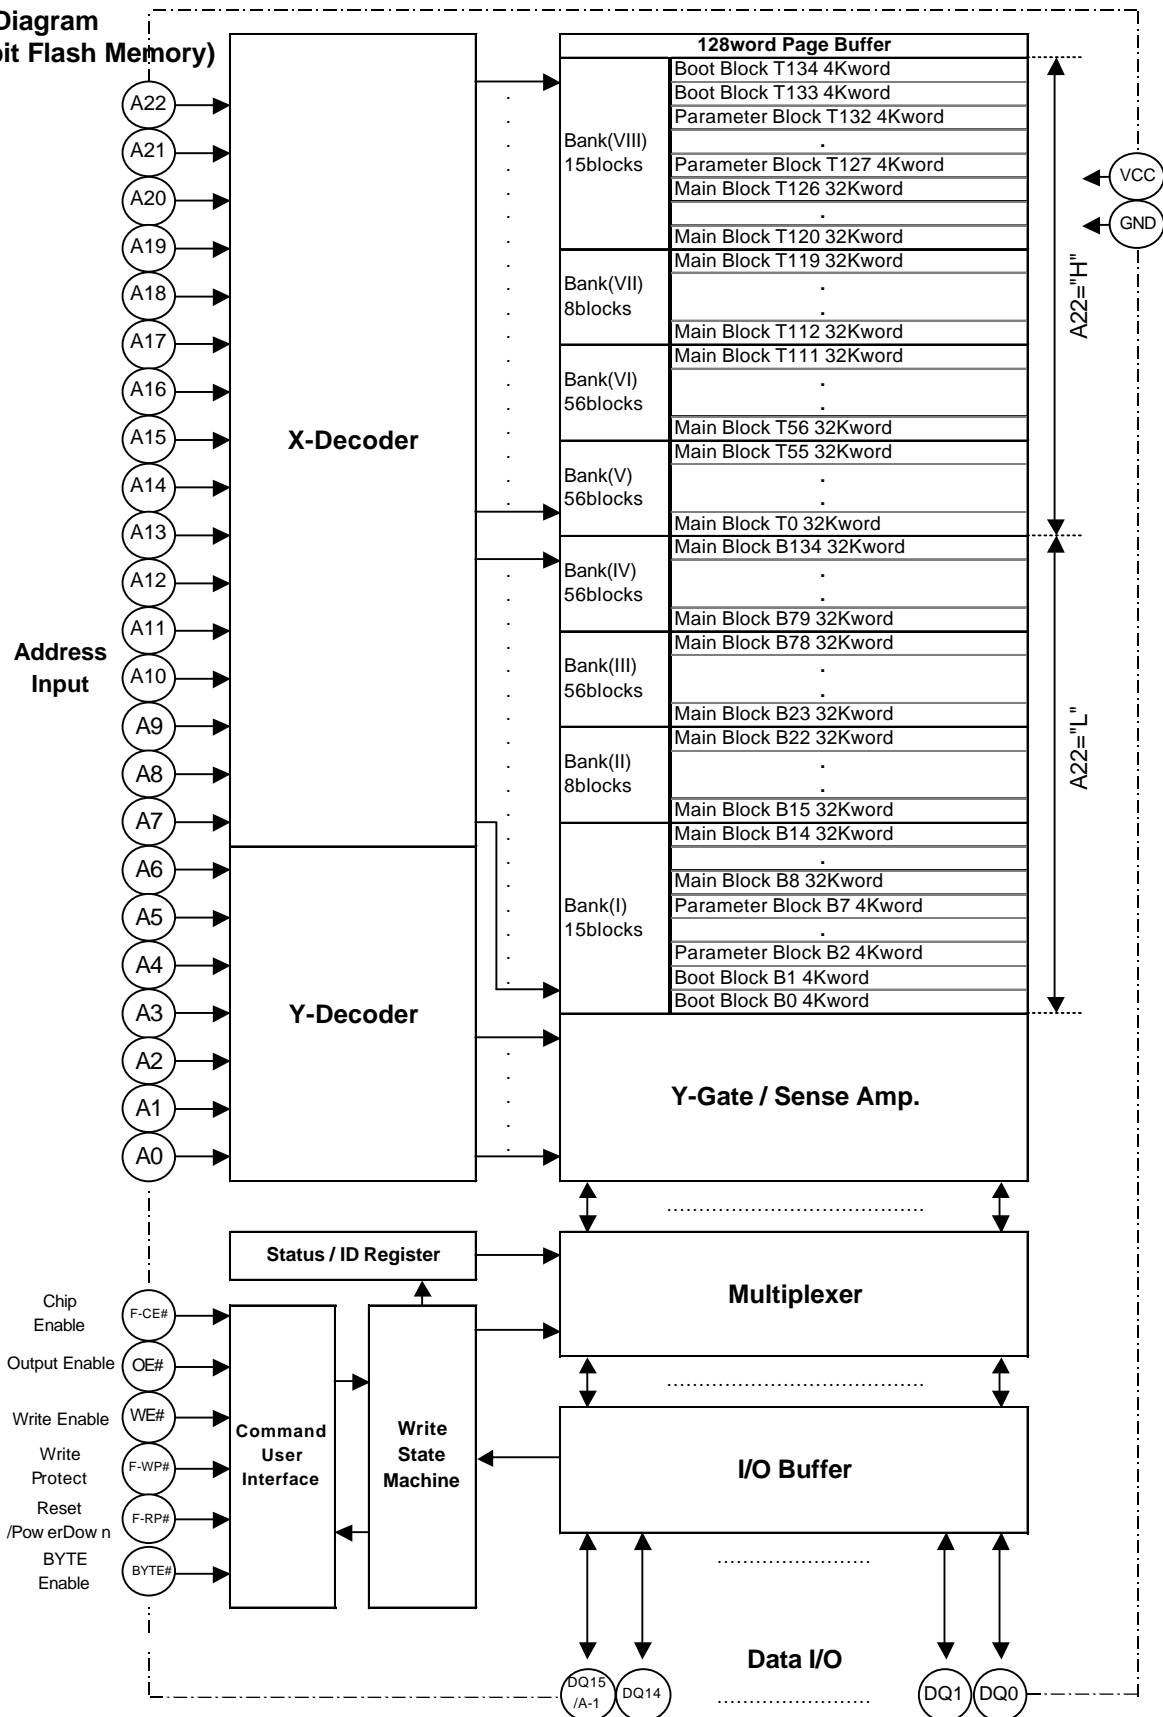 Diagram
bit Flash Memory)
A22
A21
A20
A19
A18
A17
A16
A15
A14
A13
A12
A11
A10
A9
A8
A7
A6
A5
A4
A3
A2
A1
A0
Address
Input
X-Decoder
Y-Decoder
128word Page Buffer
Bank(VIII)
15blocks
Boot Block T134 4Kword
Boot Block T133 4Kword
Parameter Block T132 4Kword
.
Parameter Block T127 4Kword
Main Block T126 32Kword
.
Main Block T120 32Kword
Bank(VII)
8blocks
Main Block T119 32Kword
.
.
Main Block T112 32Kword
Bank(VI)
56blocks
Main Block T111 32Kword
.
.
Main Block T56 32Kword
Bank(V)
56blocks
Main Block T55 32Kword
.
.
Main Block T0 32Kword
Bank(IV)
56blocks
Main Block B134 32Kword
.
.
Main Block B79 32Kword
Bank(III)
56blocks
Main Block B78 32Kword
.
.
Main Block B23 32Kword
Bank(II)
8blocks
Main Block B22 32Kword
.
.
Main Block B15 32Kword
Bank(I)
15blocks
Main Block B14 32Kword
.
Main Block B8 32Kword
Parameter Block B7 4Kword
.
Parameter Block B2 4Kword
Boot Block B1 4Kword
Boot Block B0 4Kword
A22="H"
A22="L"
VCC
GND
Y-Gate / Sense Amp.
Status / ID Register
Multiplexer
Chip
Enable
F-CE#
Output Enable
OE#
Write Enable
WE#
Write
Protect
F-WP#
Reset
/PowerDown
F-RP#
BYTE
Enable
BYTE#
Command
User
Interface
Write
State
Machine
I/O Buffer
Data I/O
DQ15
/A-1
DQ14
DQ1
DQ0